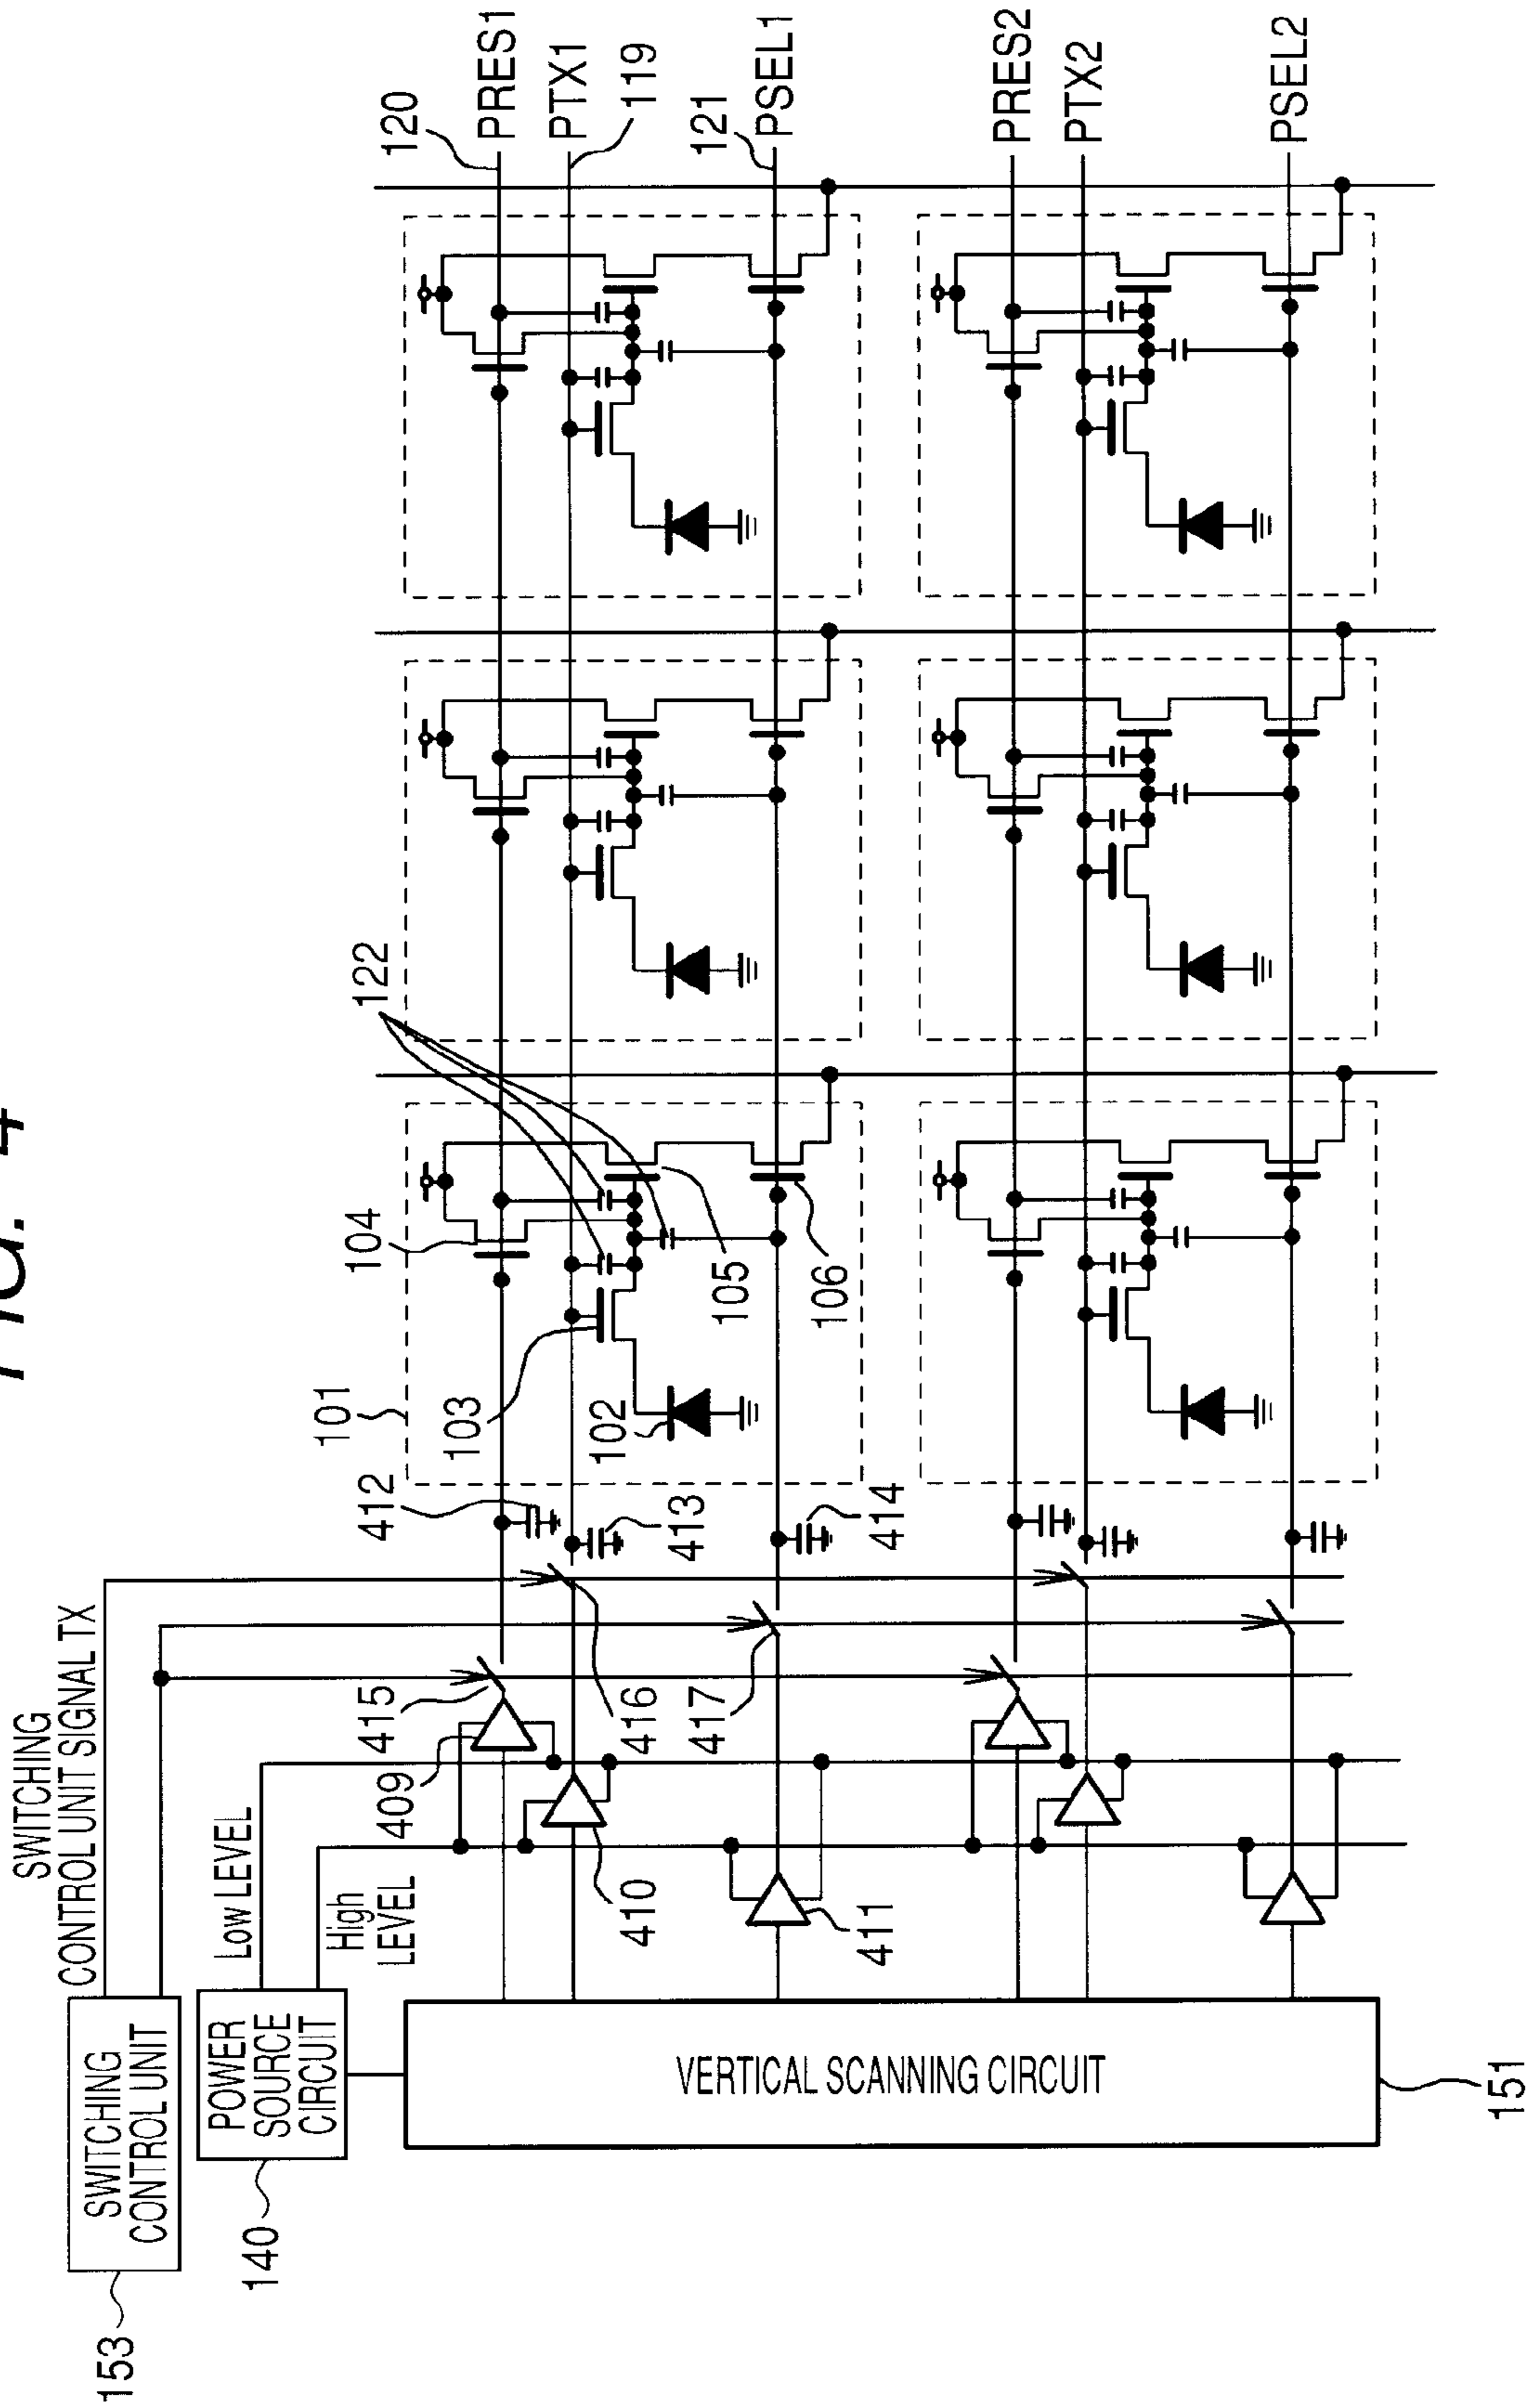 FIG. 4
SWITCHING
CONTROL UNIT SIGNAL TX
153
SWITCHING
CONTROL UNIT
140
POWER
SOURCE
CIRCUIT
Low LEVEL
High
LEVEL
VERTICAL SCANNING CIRCUIT
151
409
410
411
415
416
417
412
413
414
101
102
103
104
105
106
122
120
PRES1
PTX1
119
121
PSEL1
PRES2
PTX2
PSEL2